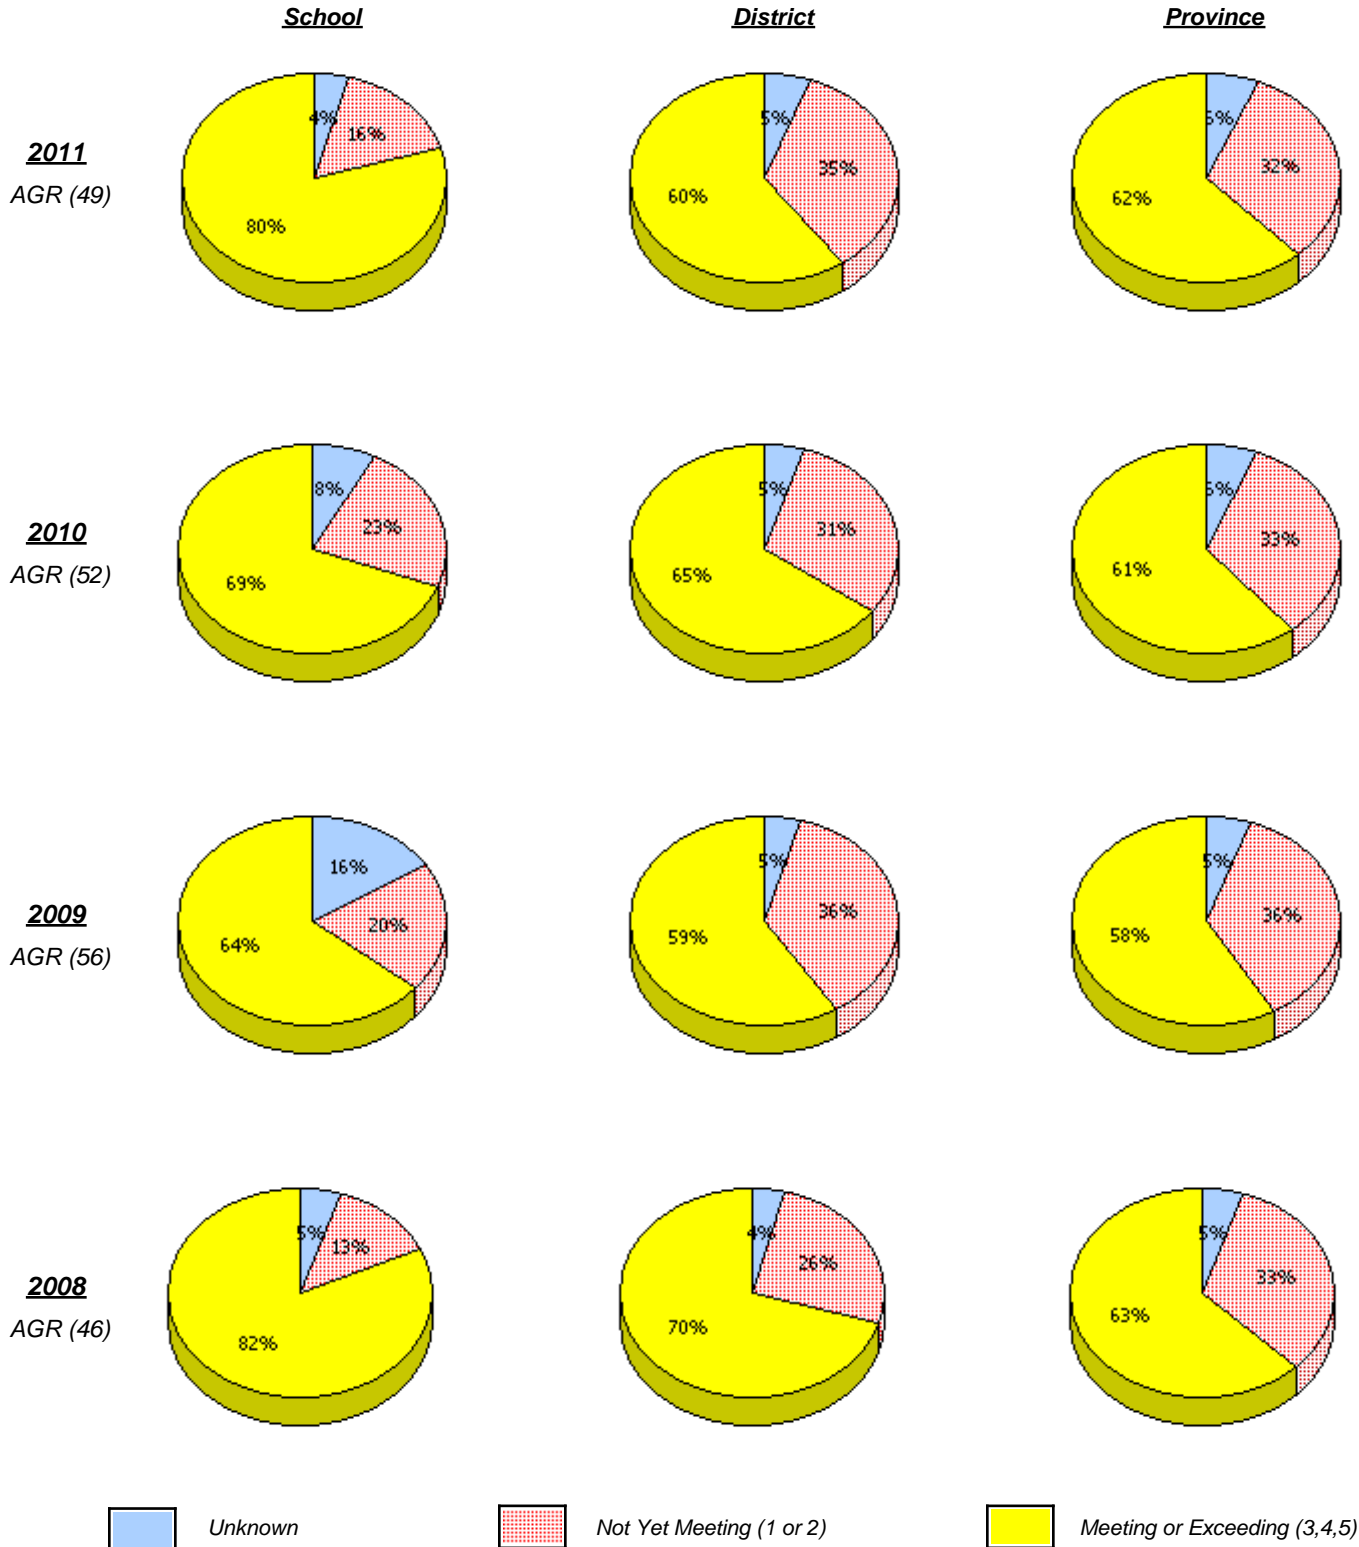 School District Province
2011
AGR (49)
4% 16% 80%
5% 35% 60%
6% 32% 62%
2010
AGR (52)
8% 23% 69%
5% 31% 65%
6% 33% 61%
2009
AGR (56)
16% 20% 64%
5% 36% 59%
5% 36% 58%
2008
AGR (46)
5% 13% 82%
4% 26% 70%
5% 33% 63%
Unknown Not Yet Meeting (1 or 2) Meeting or Exceeding (3,4,5)